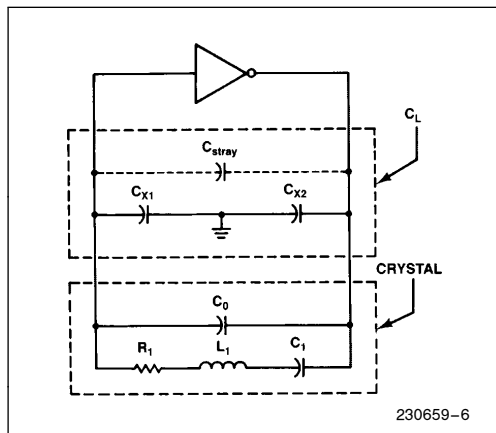 C_L
C_stray
C_X1 C_X2
CRYSTAL
C_0
R_1 L_1 C_1
230659–6